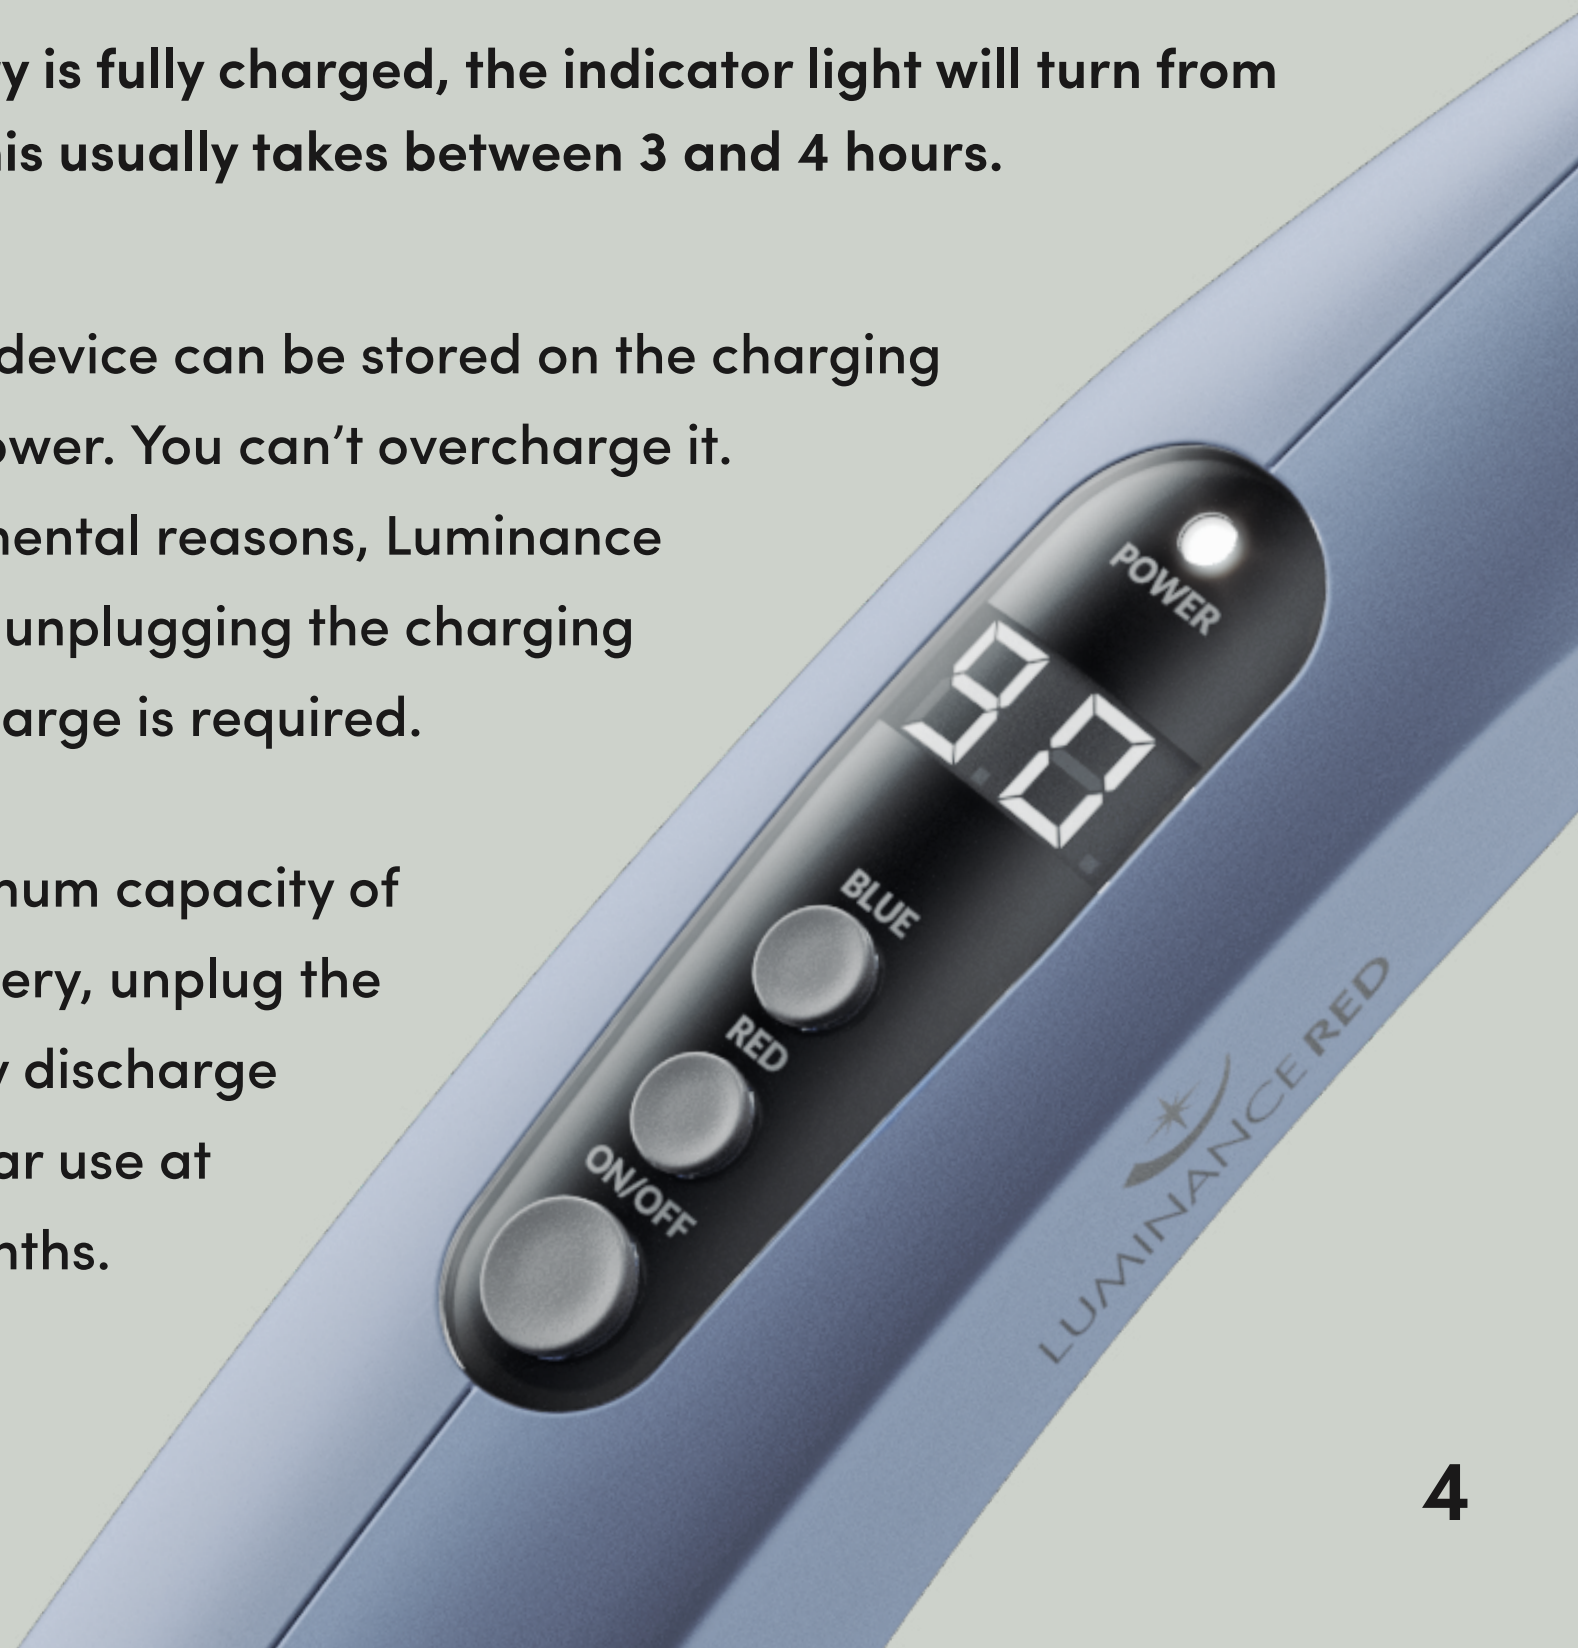 y is fully charged, the indicator light will turn from
is usually takes between 3 and 4 hours.
device can be stored on the charging
ower. You can't overcharge it.
mental reasons, Luminance
unplugging the charging
arge is required.
num capacity of
ery, unplug the
y discharge
ar use at
nths.
POWER
90
BLUE
RED
ON/OFF
LUMINANCE RED
4